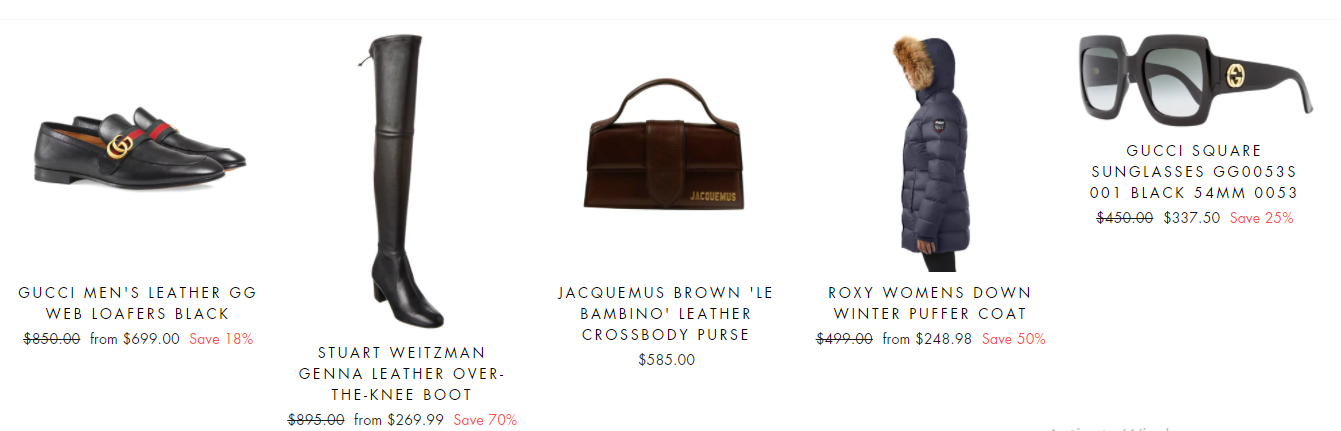 JACQUEMUS
GUCCI MEN'S LEATHER GG
WEB LOAFERS BLACK
$850.00 from $699.00 Save 18%
STUART WEITZMAN
GENNA LEATHER OVER-
THE-KNEE BOOT
$895.00 from $269.99 Save 70%
JACQUEMUS BROWN 'LE
BAMBINO' LEATHER
CROSSBODY PURSE
$585.00
ROXY WOMENS DOWN
WINTER PUFFER COAT
$499.00 from $248.98 Save 50%
GUCCI SQUARE
SUNGLASSES GG0053S
001 BLACK 54MM 0053
$450.00 $337.50 Save 25%